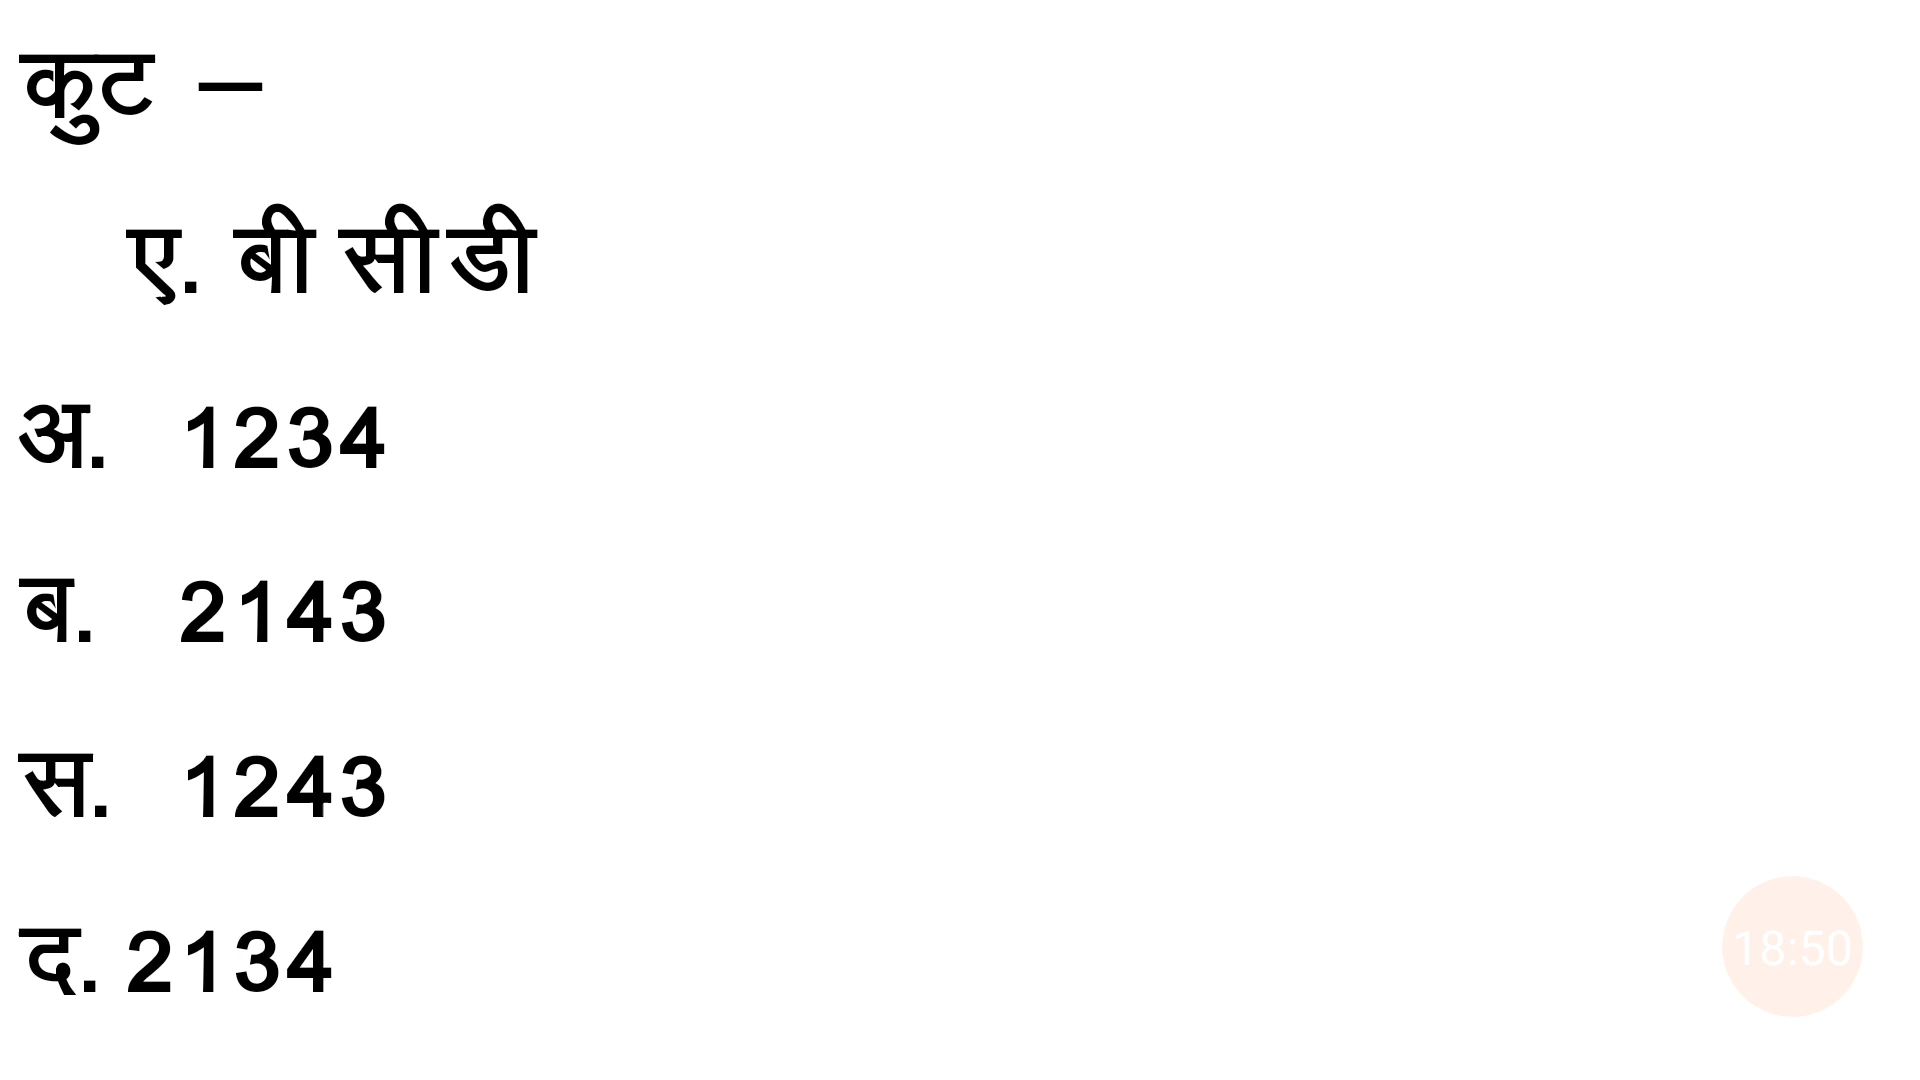 कुट –
ए. बी सीडी
अ. 1234
ब. 2143
स. 1243
द. 2134
18:50